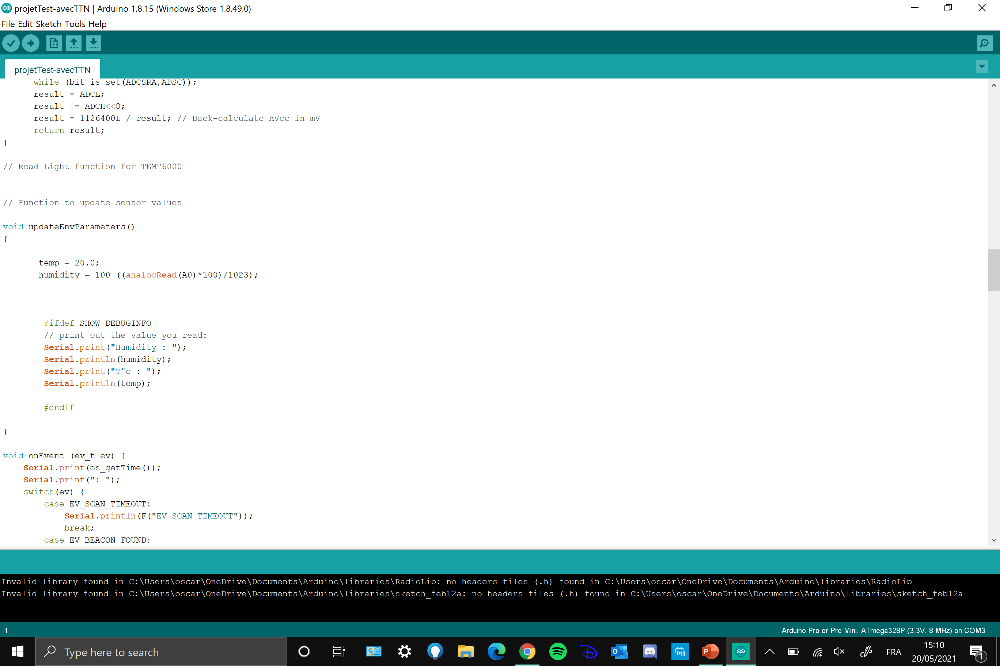 projetTest-avecTTN | Arduino 1.8.15 (Windows Store 1.8.49.0)
File Edit Sketch Tools Help
projetTest-avecTTN
while (bit_is_set(ADCSRA,ADSC));
result = ADCL;
result |= ADCH<<8;
result = 1126400L / result; // Back-calculate AVcc in mV
return result;
}
// Read Light function for TEMT6000
// Function to update sensor values
void updateEnvParameters()
{
temp = 20.0;
humidity = 100-((analogRead(A0)*100)/1023);
#ifdef SHOW_DEBUGINFO
// print out the value you read:
Serial.print("Humidity : ");
Serial.println(humidity);
Serial.print("T°c : ");
Serial.println(temp);
#endif
}
void onEvent (ev_t ev) {
Serial.print(os_getTime());
Serial.print(": ");
switch(ev) {
case EV_SCAN_TIMEOUT:
Serial.println(F("EV_SCAN_TIMEOUT"));
break;
case EV_BEACON_FOUND:
Invalid library found in C:\Users\oscar\OneDrive\Documents\Arduino\libraries\RadioLib: no headers files (.h) found in C:\Users\oscar\OneDrive\Documents\Arduino\libraries\RadioLib
Invalid library found in C:\Users\oscar\OneDrive\Documents\Arduino\libraries\sketch_feb12a: no headers files (.h) found in C:\Users\oscar\OneDrive\Documents\Arduino\libraries\sketch_feb12a
1
Arduino Pro or Pro Mini, ATmega328P (3.3V, 8 MHz) on COM3
Type here to search
FRA
15:10
20/05/2021
1